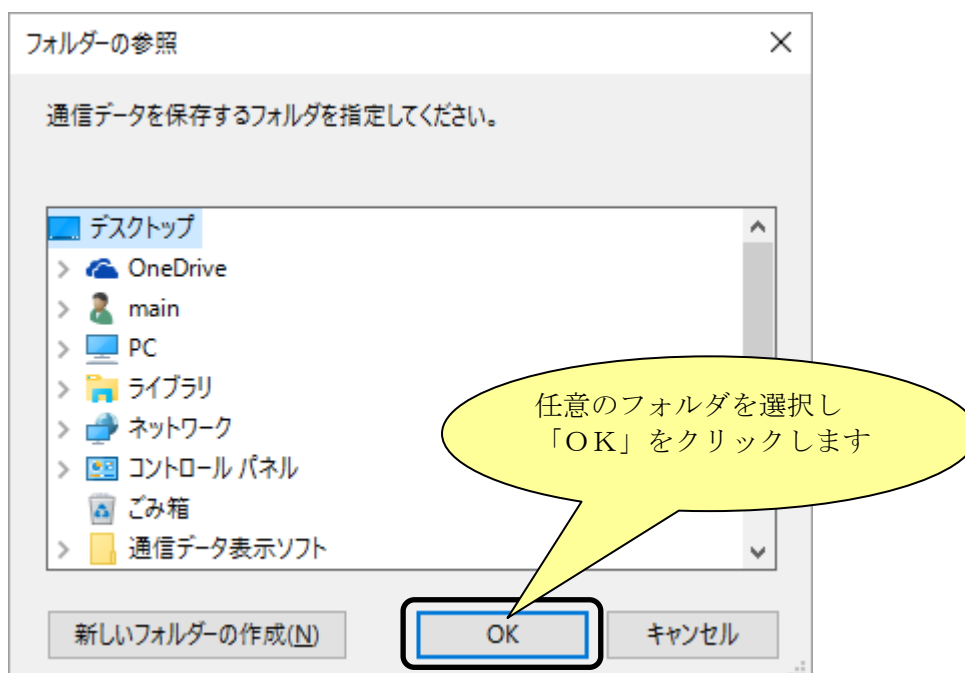 フォルダーの参照
通信データを保存するフォルダを指定してください。
デスクトップ
OneDrive
main
PC
ライブラリ
ネットワーク
コントロール パネル
ごみ箱
通信データ表示ソフト
任意のフォルダを選択し
「ＯＫ」をクリックします
新しいフォルダーの作成(N)
OK
キャンセル